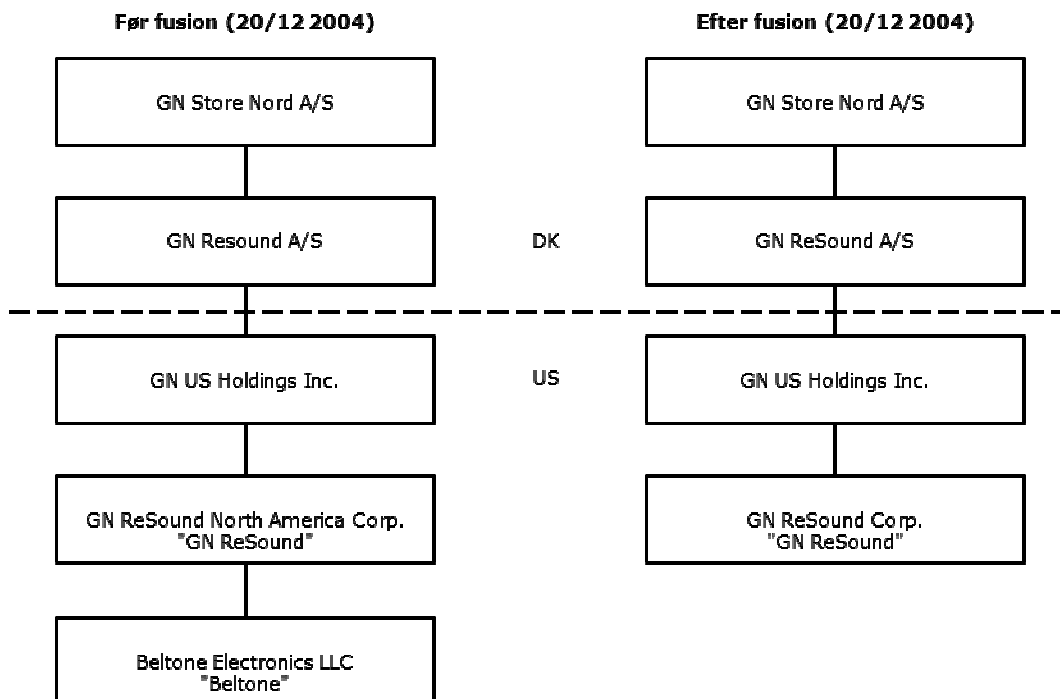 Før fusion (20/12 2004)
GN Store Nord A/S
GN Resound A/S
GN US Holdings Inc.
GN ReSound North America Corp.
"GN ReSound"
Beltone Electronics LLC
"Beltone"
DK
US
Efter fusion (20/12 2004)
GN Store Nord A/S
GN ReSound A/S
GN US Holdings Inc.
GN ReSound Corp.
"GN ReSound"